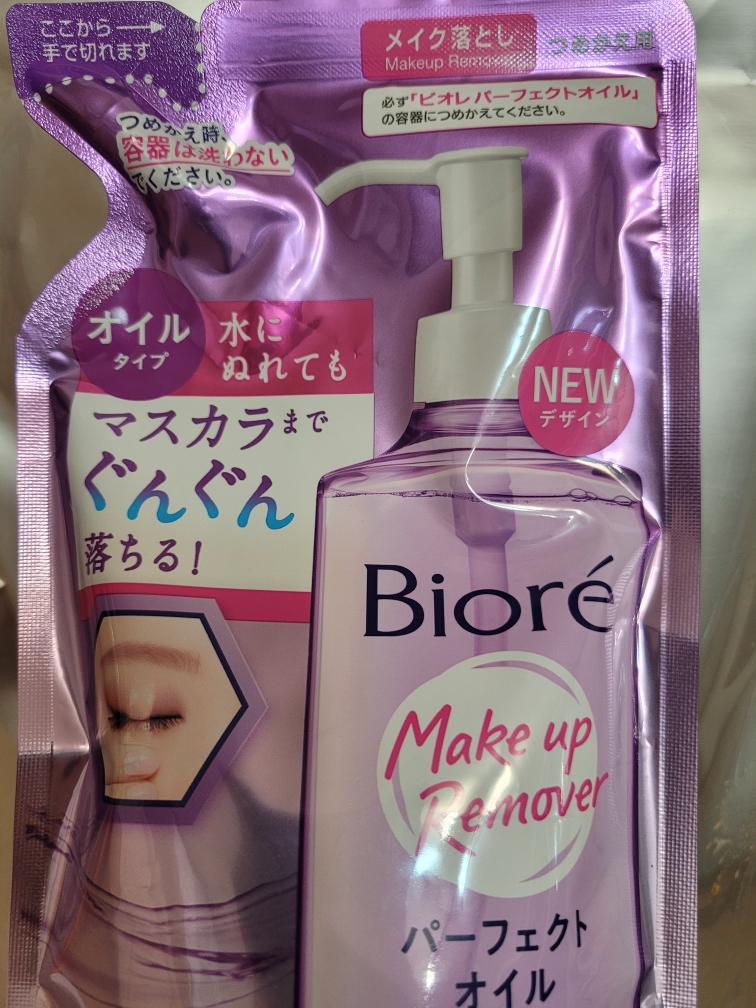 ここから
手で切れます
メイク落とし
Makeup Remover
つめかえ用
必ず「ビオレ パーフェクトオイル」
の容器につめかえてください。
つめかえ時、
容器は洗わない
でください。
オイル
タイプ
水に
ぬれても
マスカラまで
ぐんぐん
落ちる!
NEW
デザイン
Bioré
Make up
Remover
パーフェクト
オイル